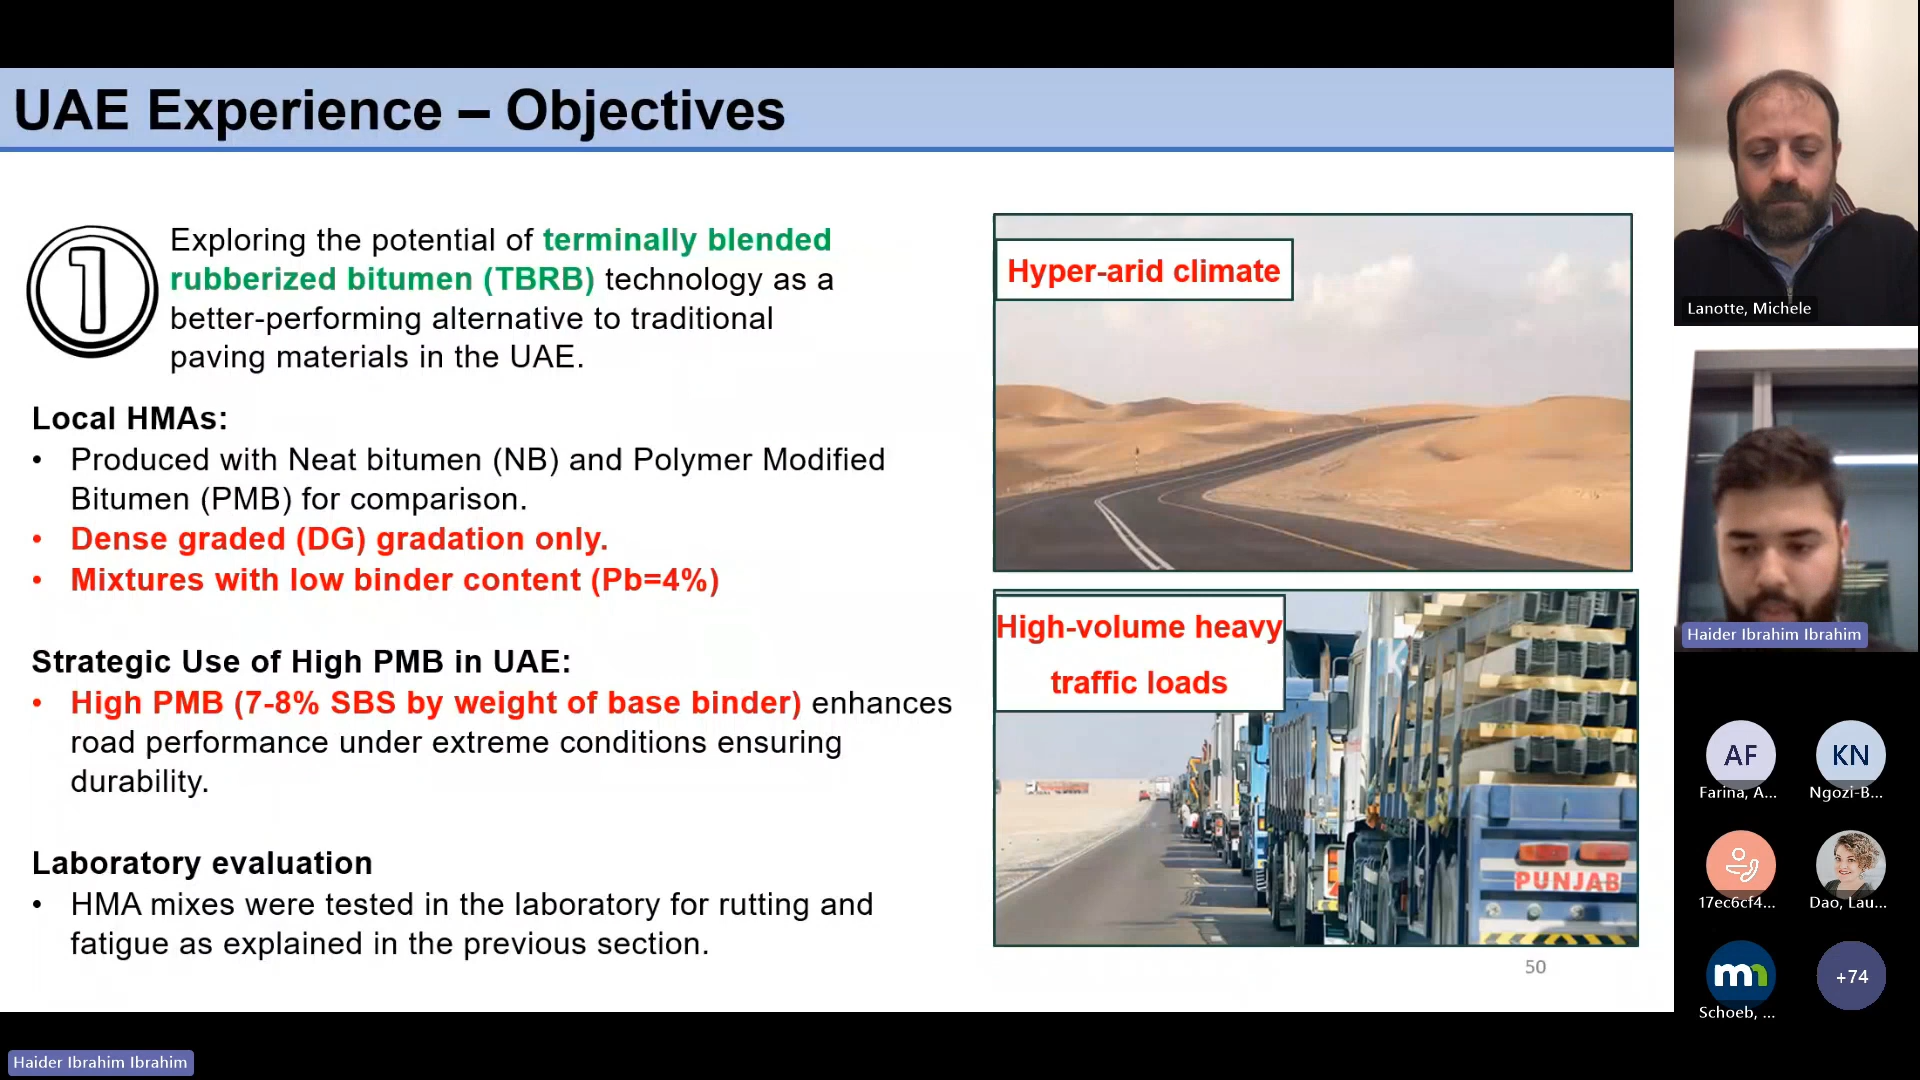 UAE Experience – Objectives
1
Exploring the potential of terminally blended
rubberized bitumen (TBRB) technology as a
better-performing alternative to traditional
paving materials in the UAE.
Local HMAs:
• Produced with Neat bitumen (NB) and Polymer Modified
Bitumen (PMB) for comparison.
• Dense graded (DG) gradation only.
• Mixtures with low binder content (Pb=4%)
Strategic Use of High PMB in UAE:
• High PMB (7-8% SBS by weight of base binder) enhances
road performance under extreme conditions ensuring
durability.
Laboratory evaluation
• HMA mixes were tested in the laboratory for rutting and
fatigue as explained in the previous section.
Hyper-arid climate
High-volume heavy
traffic loads
PUNJAB
50
Lanotte, Michele
Haider Ibrahim Ibrahim
AF
Farina, A...
KN
Ngozi-B...
17ec6cf4...
Dao, Lau...
mn
Schoeb, ...
+74
Haider Ibrahim Ibrahim